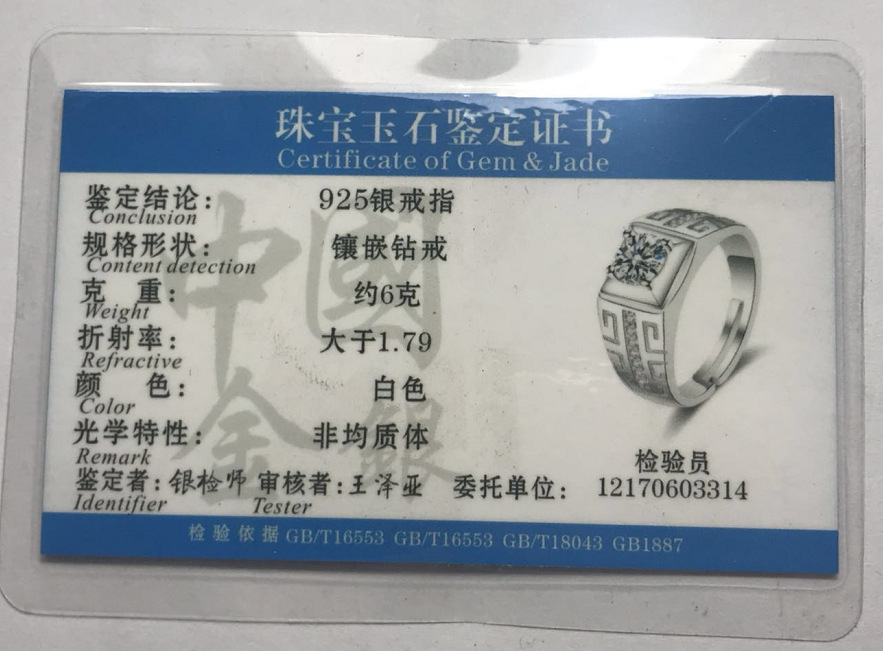 珠宝玉石鉴定证书
Certificate of Gem & Jade
鉴定结论: 925银戒指
Conclusion
规格形状: 镶嵌钻戒
Content detection
克 重: 约6克
Weight
折射率: 大于1.79
Refractive
颜 色: 白色
Color
光学特性: 非均质体
Remark
检验员
鉴定者: 银检师 审核者: 王泽亚 委托单位: 12170603314
Identifier Tester
检验依据 GB/T16553 GB/T16553 GB/T18043 GB1887
中國
金銀